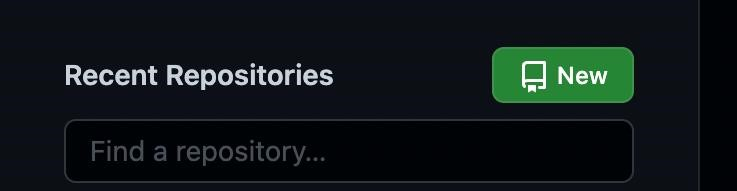 Recent Repositories
New
Find a repository...